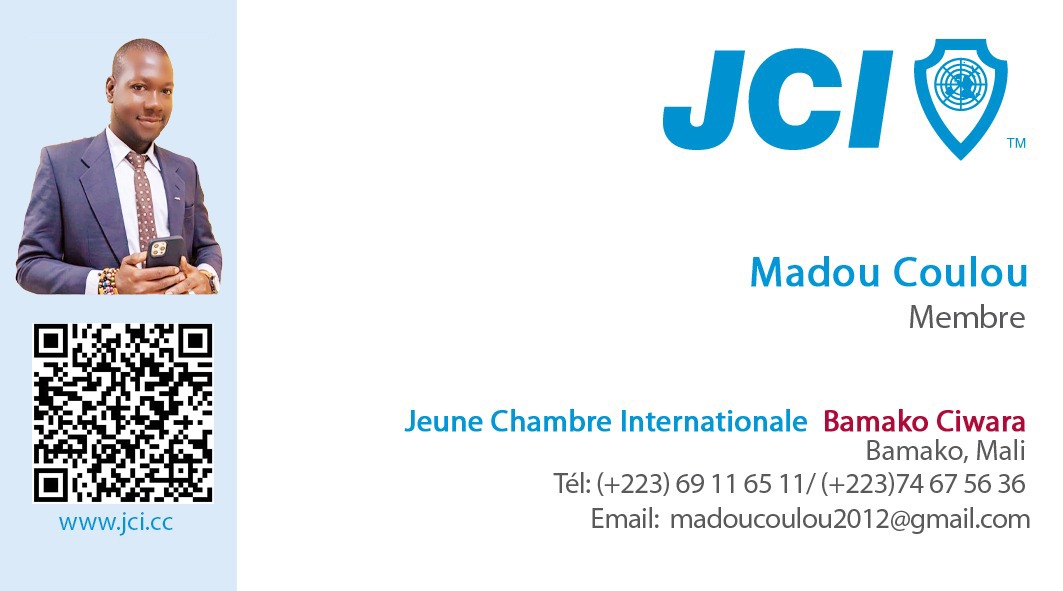 JCI
TM
Madou Coulou
Membre
Jeune Chambre Internationale Bamako Ciwara
Bamako, Mali
Tél: (+223) 69 11 65 11/ (+223)74 67 56 36
Email: madoucoulou2012@gmail.com
www.jci.cc